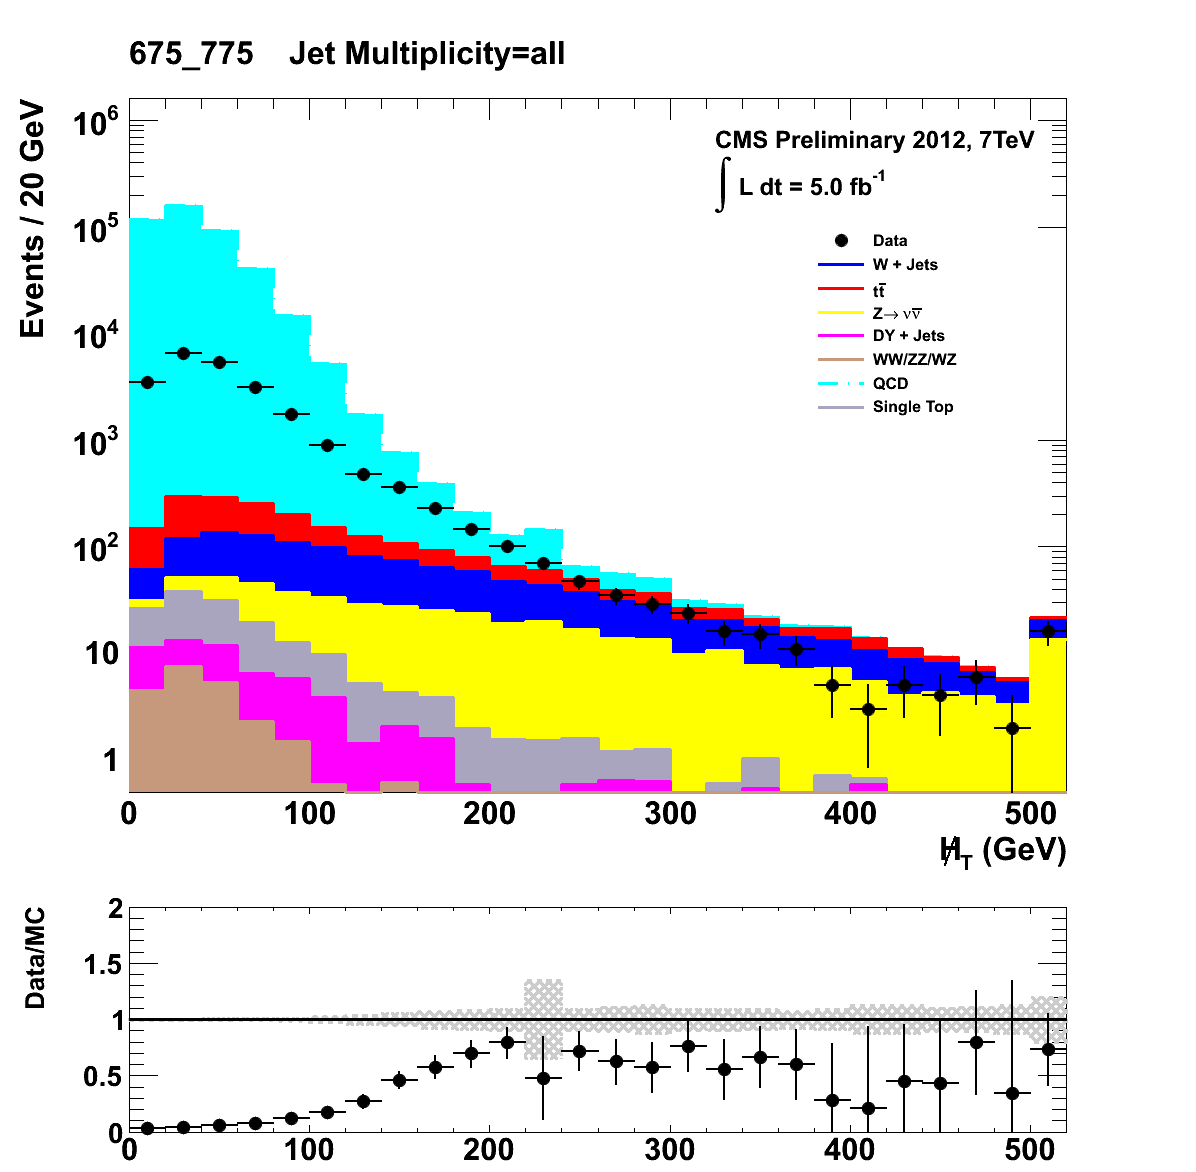 675_775 Jet Multiplicity=all
Events / 20 GeV
10⁶
10⁵
10⁴
10³
10²
10
1
CMS Preliminary 2012, 7TeV
∫ L dt = 5.0 fb⁻¹
Data
W + Jets
tt̅
Z→ νν̅
DY + Jets
WW/ZZ/WZ
QCD
Single Top
0 100 200 300 400 500
H̸_T (GeV)
Data/MC
2
1.5
1
0.5
0
0 100 200 300 400 500